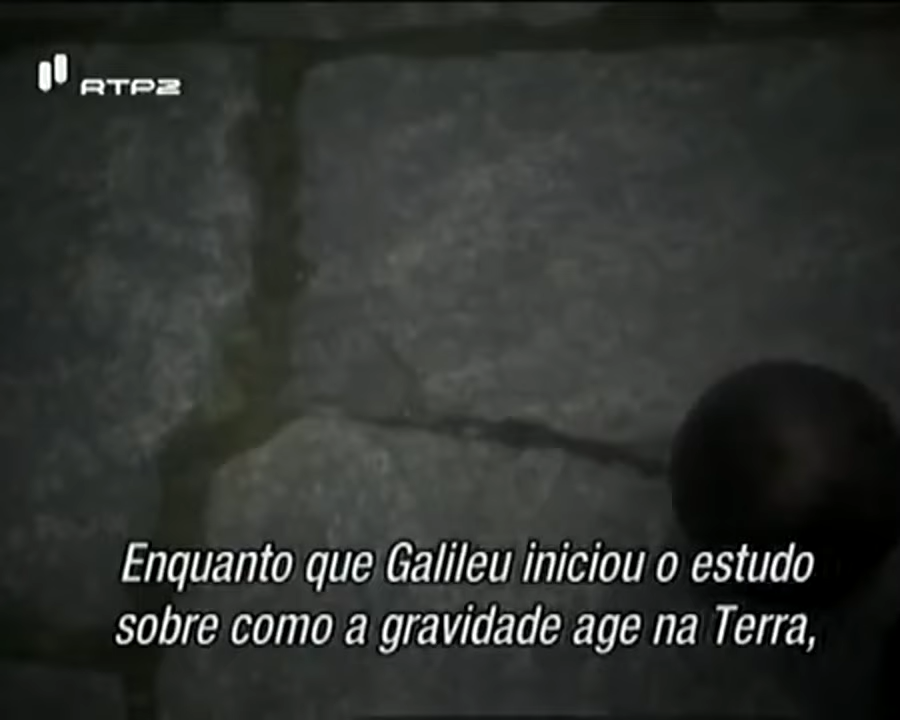 RTP2
Enquanto que Galileu iniciou o estudo
sobre como a gravidade age na Terra,